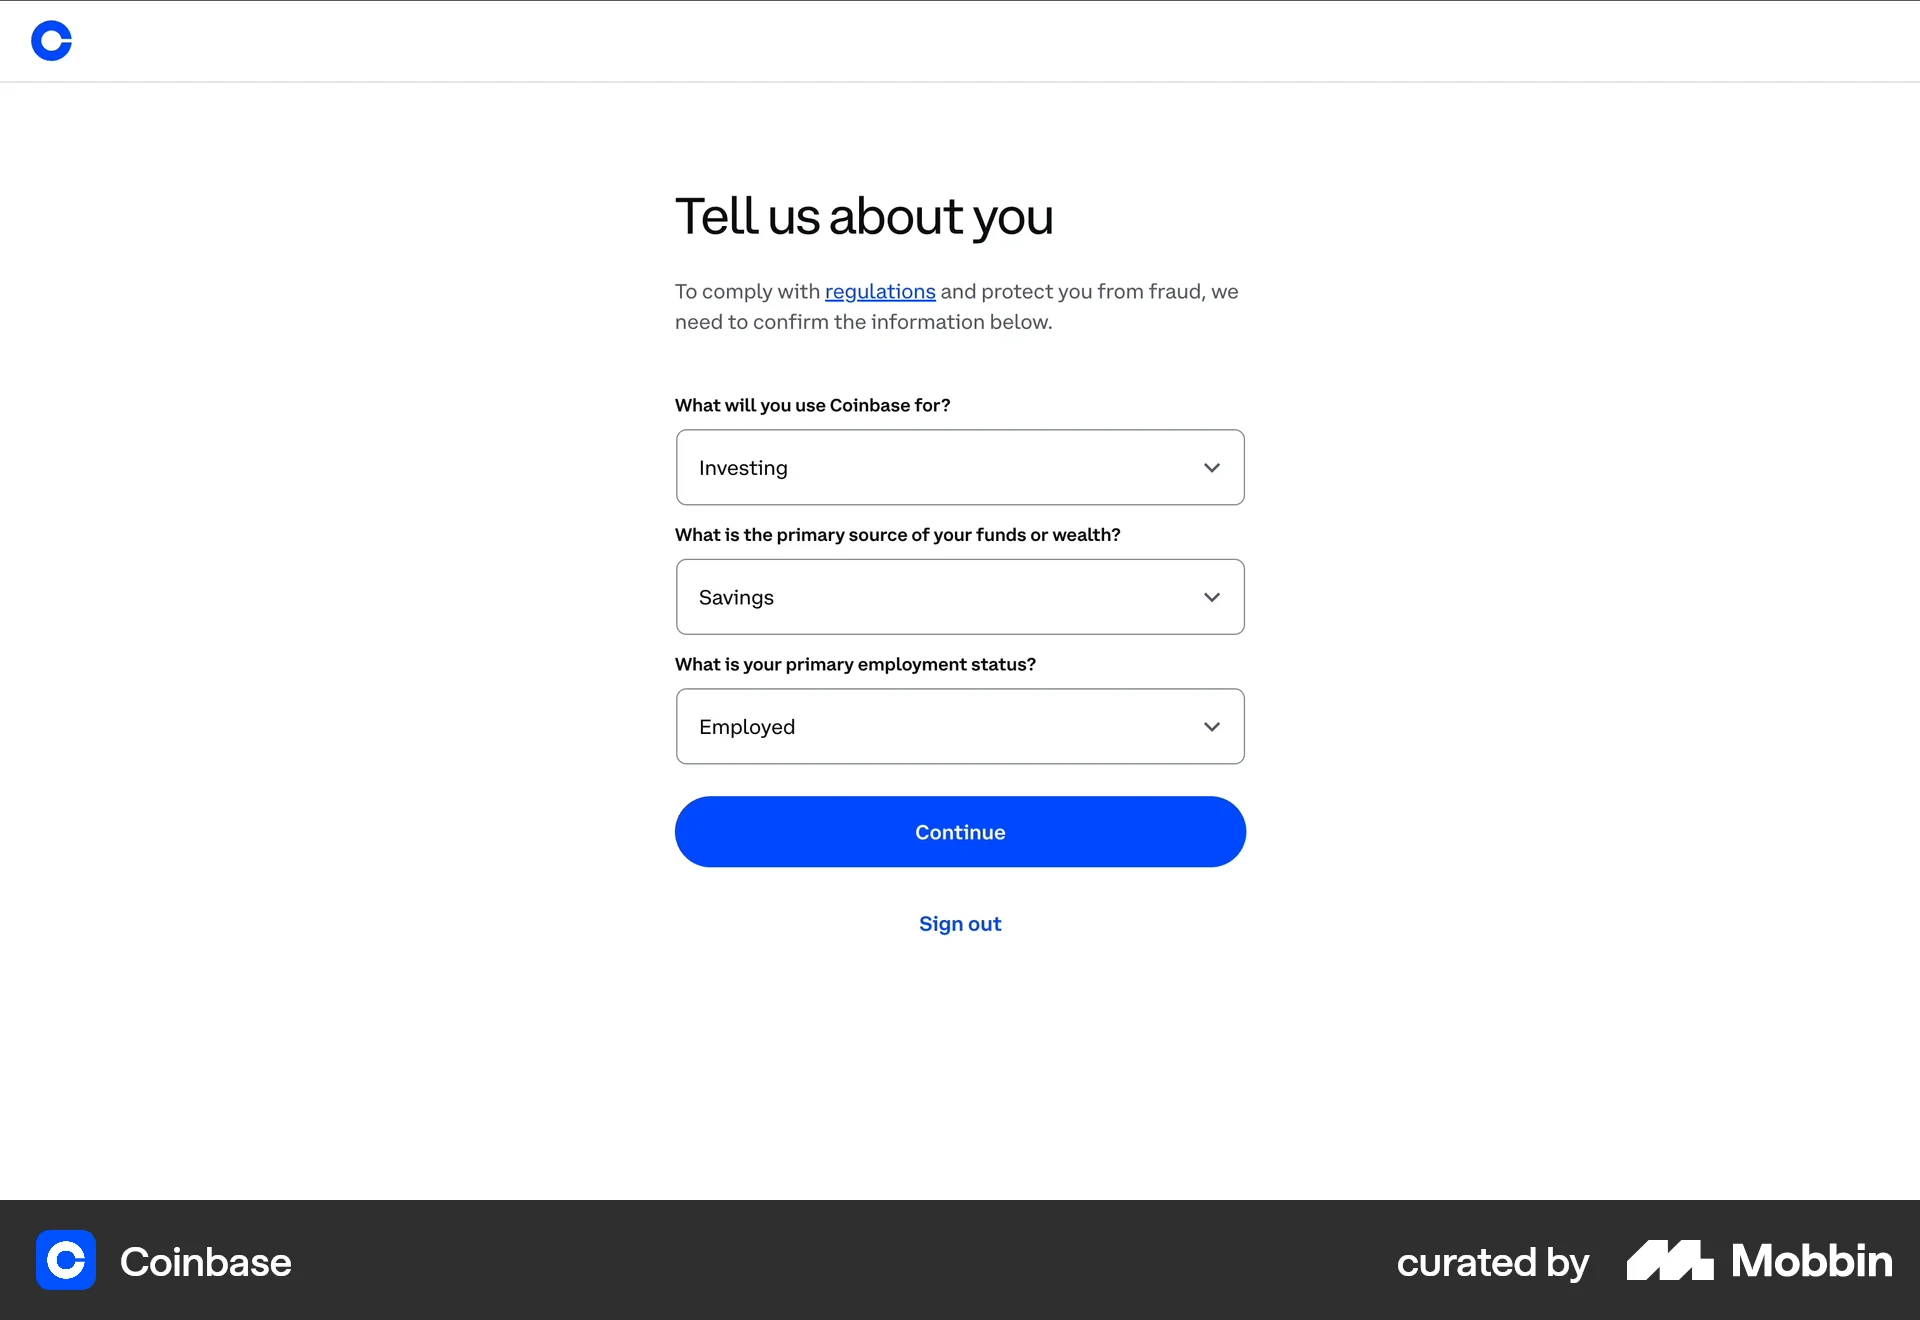 Tell us about you
To comply with regulations and protect you from fraud, we
need to confirm the information below.
What will you use Coinbase for?
Investing
What is the primary source of your funds or wealth?
Savings
What is your primary employment status?
Employed
Continue
Sign out
Coinbase
curated by Mobbin